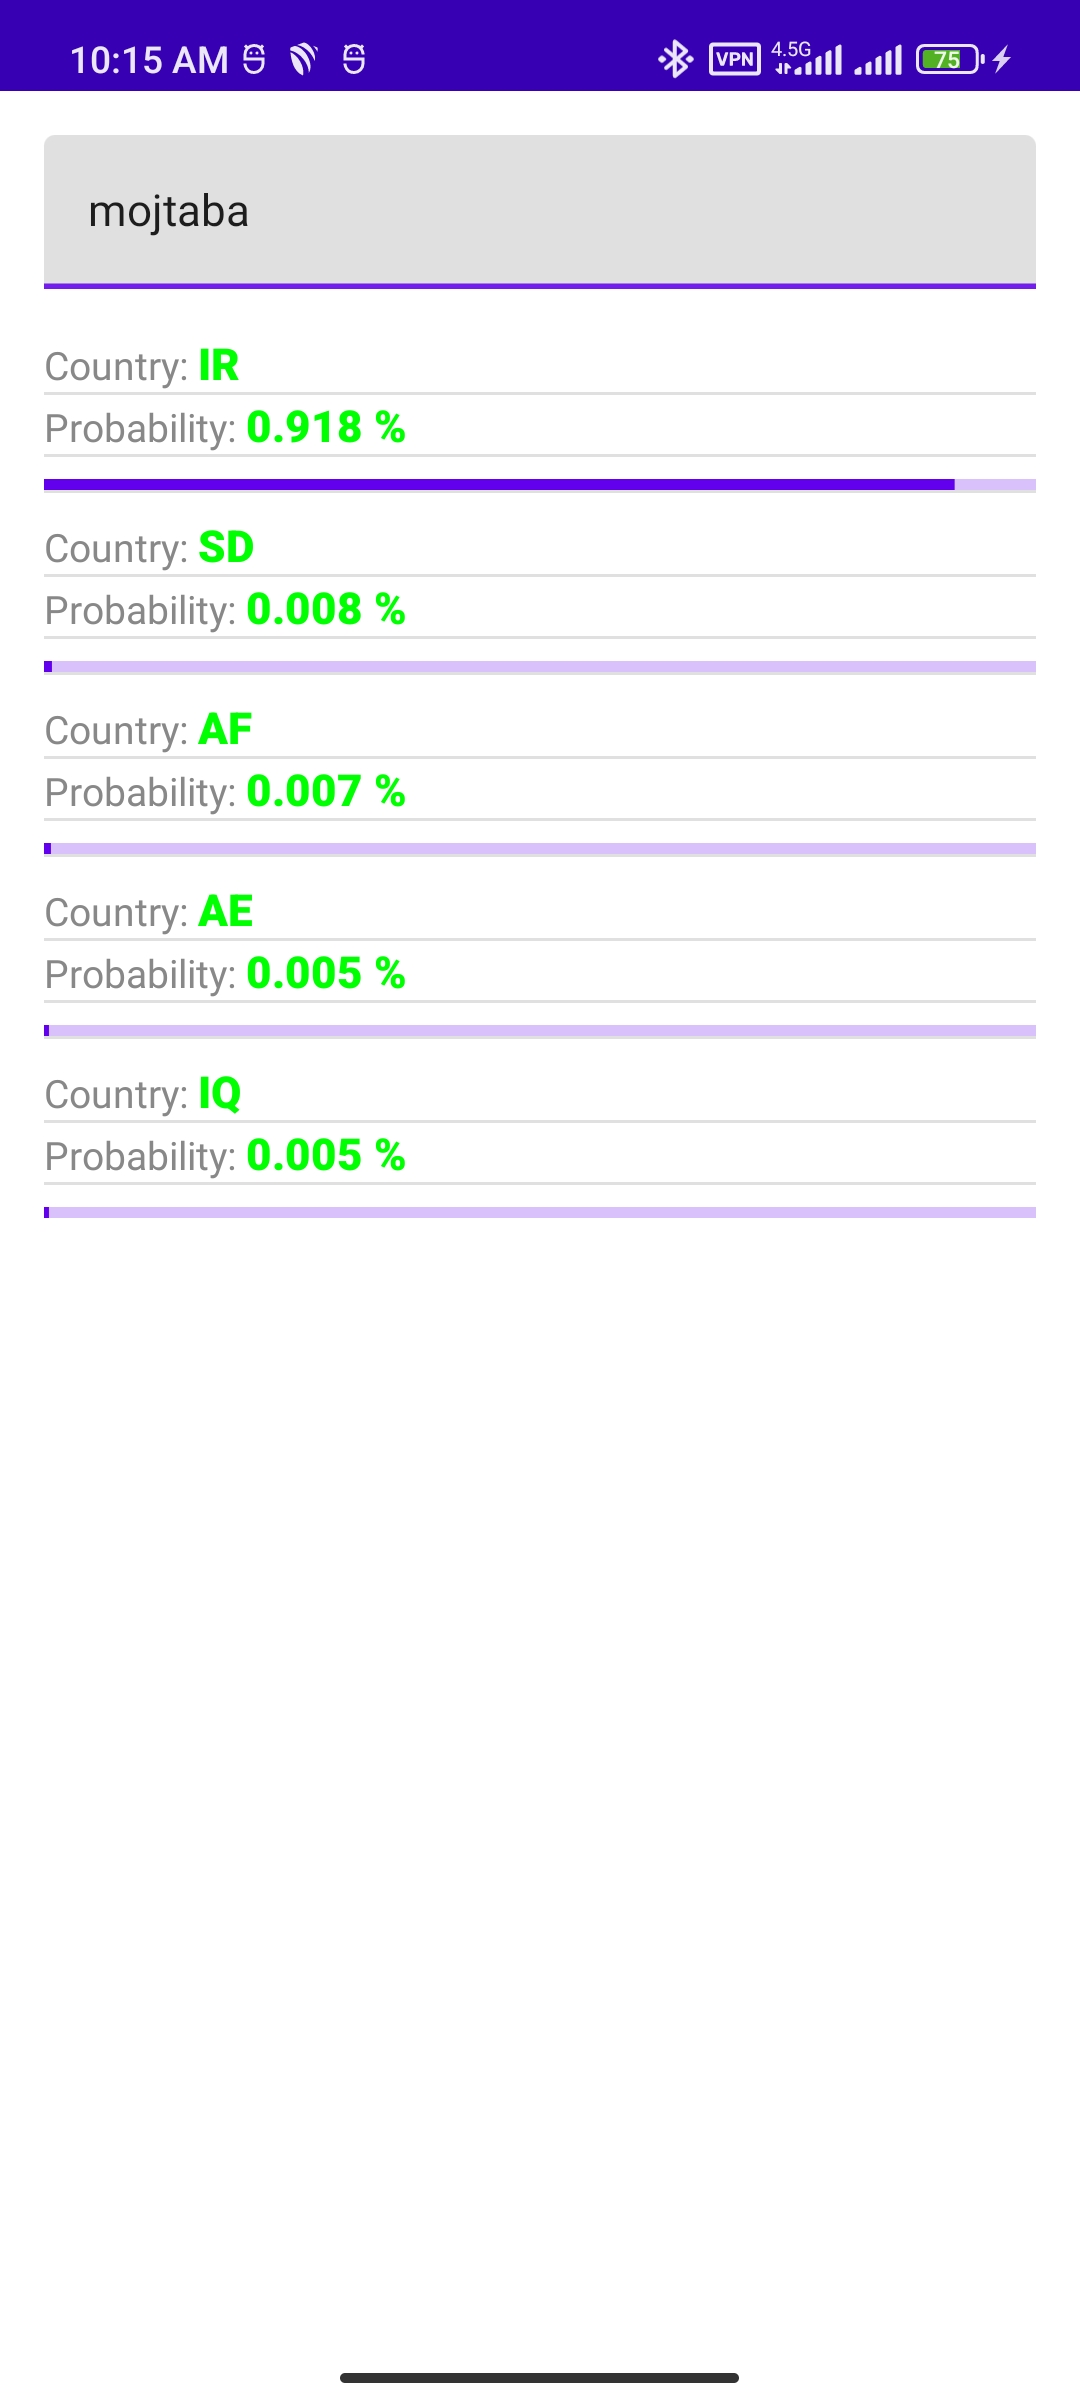 10:15 AM VPN 4.5G 75
mojtaba
Country: IR
Probability: 0.918 %
Country: SD
Probability: 0.008 %
Country: AF
Probability: 0.007 %
Country: AE
Probability: 0.005 %
Country: IQ
Probability: 0.005 %